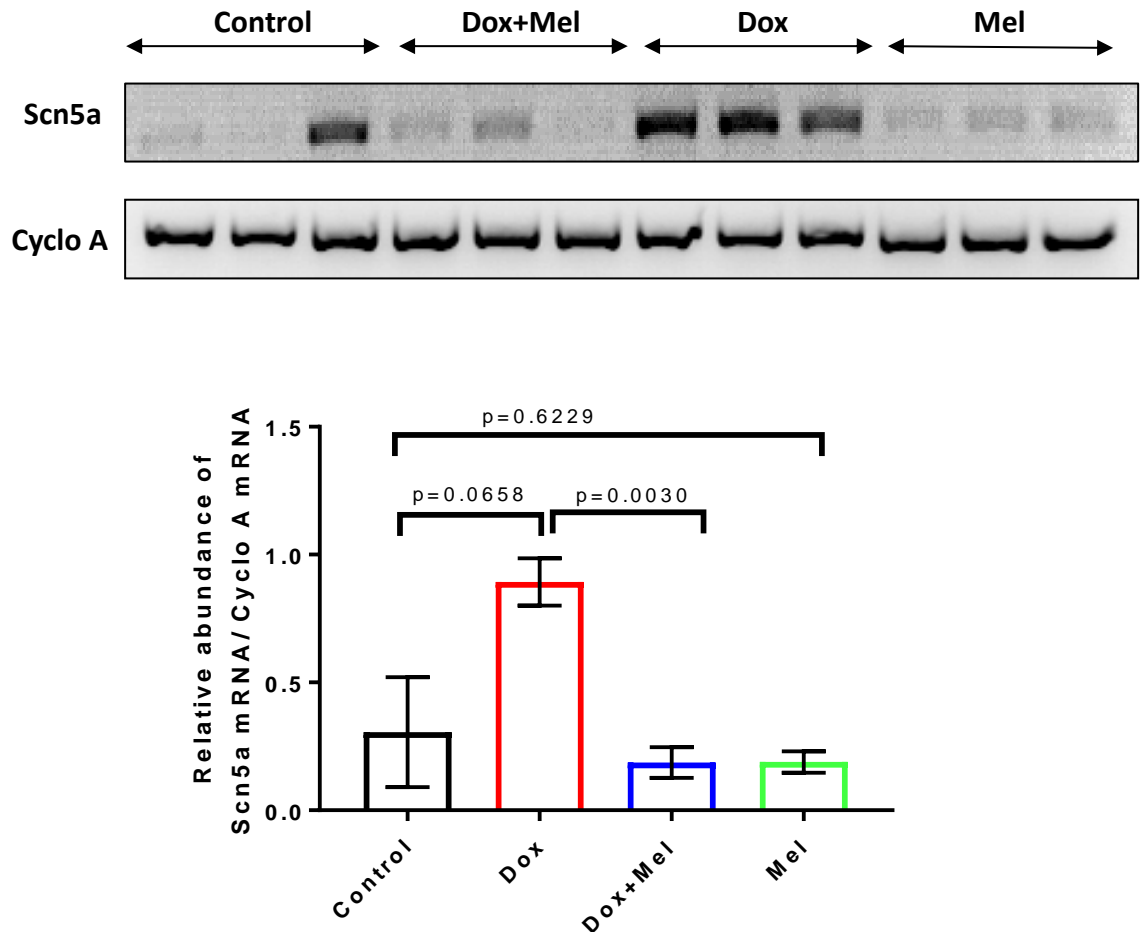 Control Dox+Mel Dox Mel
Scn5a
Cyclo A
Relative abundance of
Scn5a mRNA/Cyclo A mRNA
1.5
1.0
0.5
0.0
p=0.6229
p=0.0658 p=0.0030
Control Dox Dox+Mel Mel